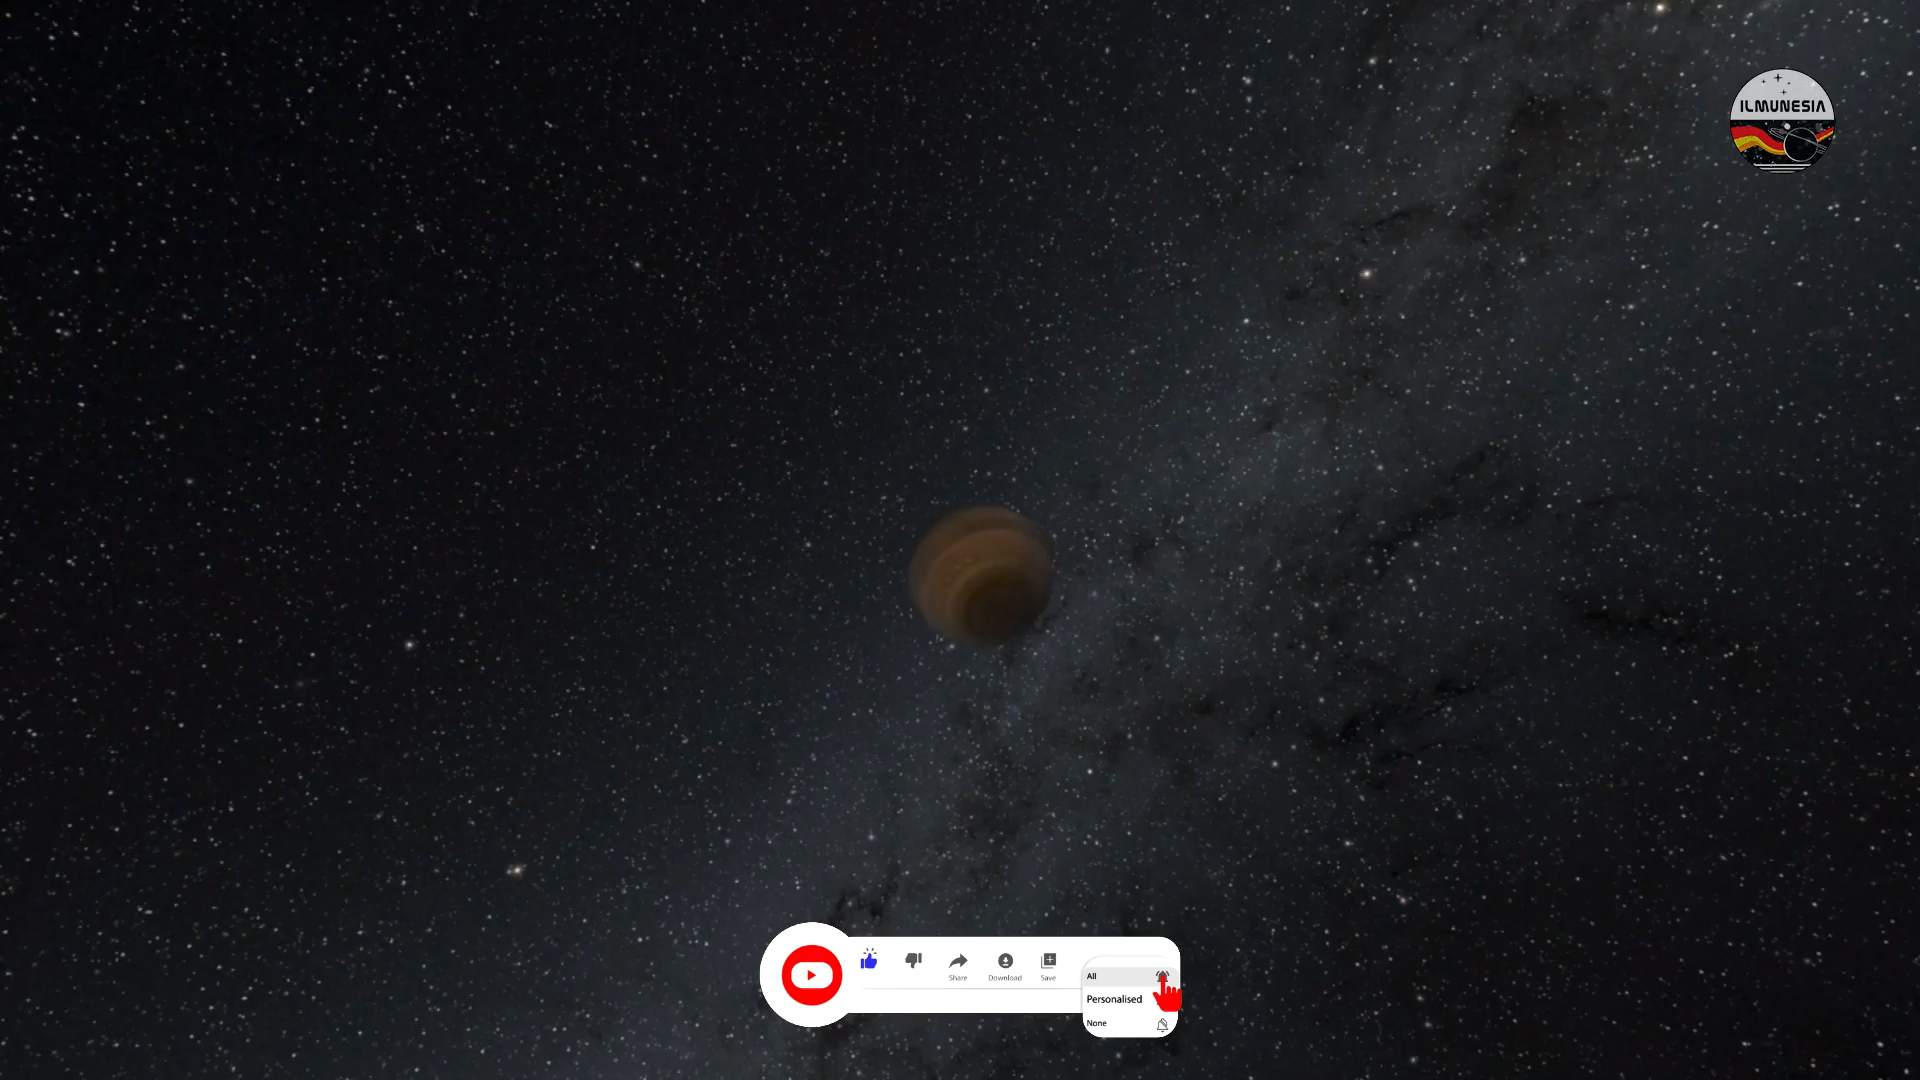 ILMUNESIA
Share
Download
Save
All
Personalised
None